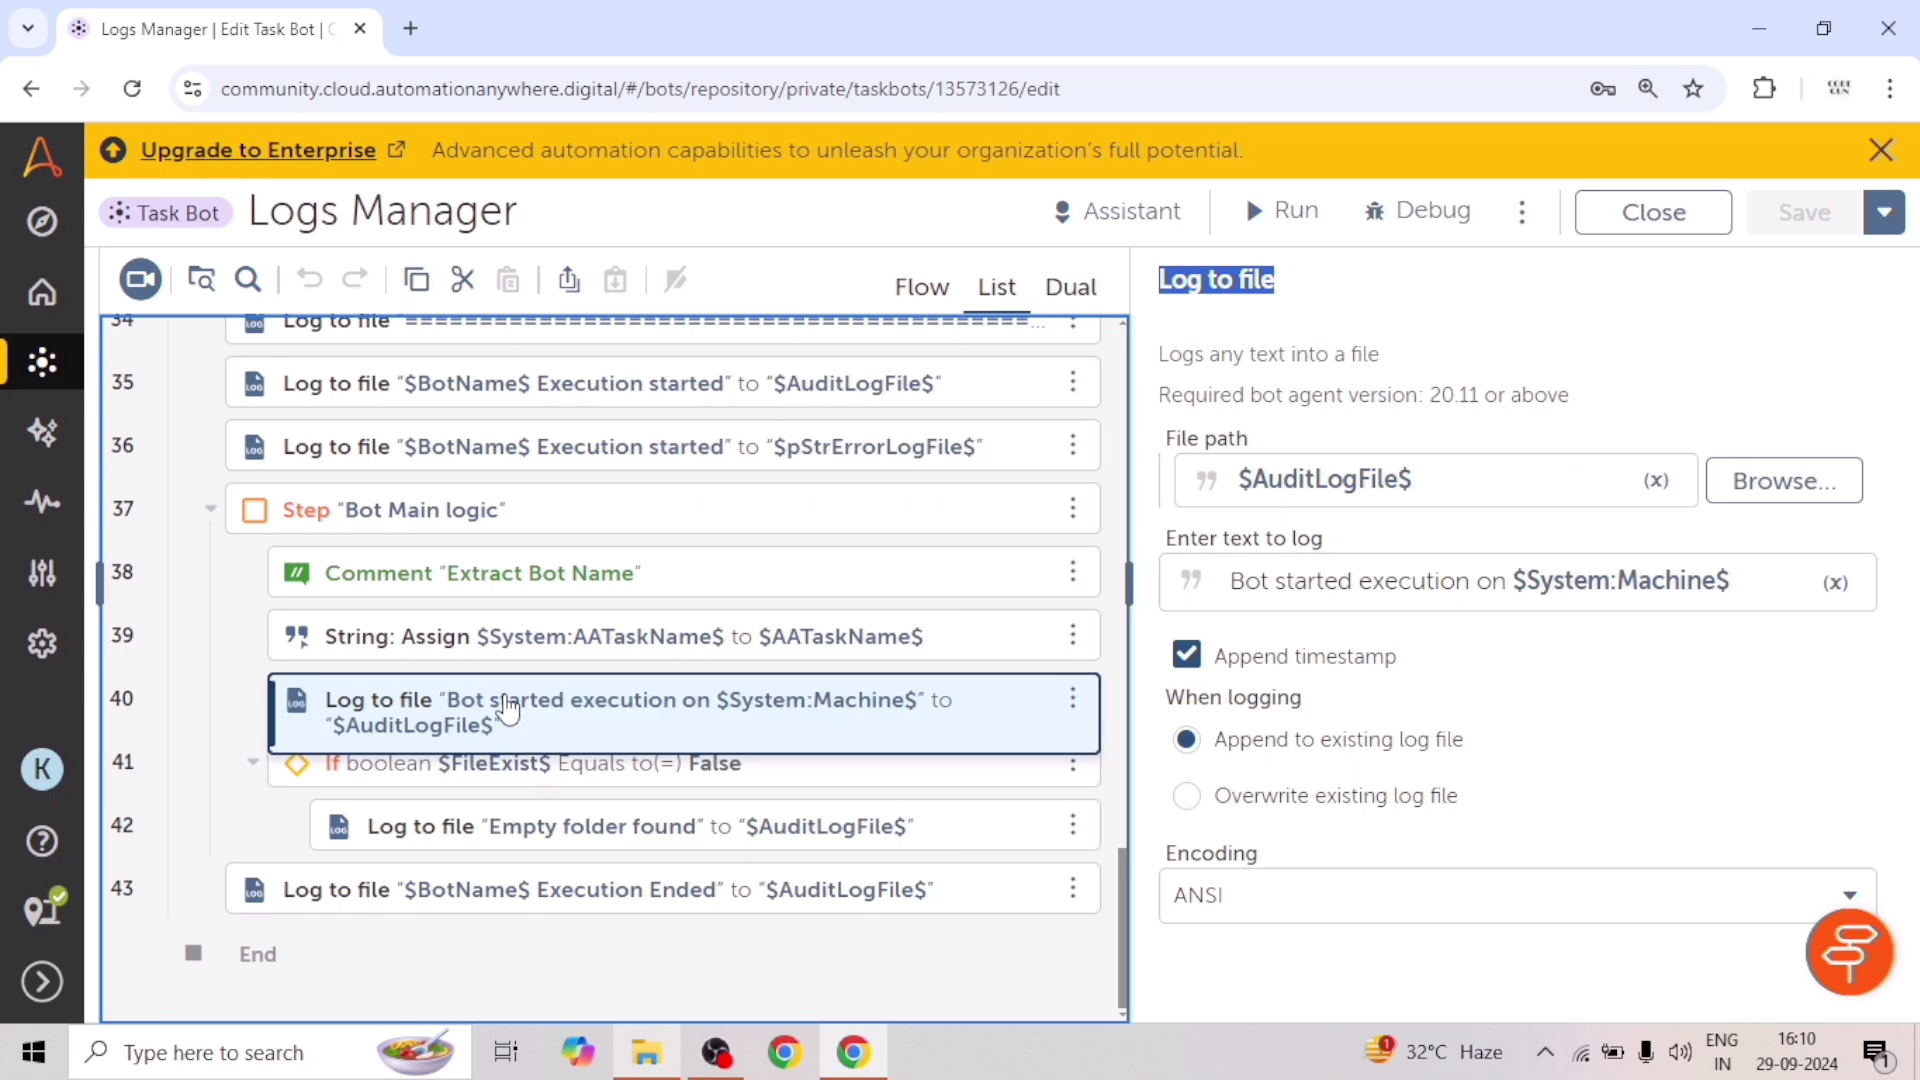 Logs Manager | Edit Task Bot |
community.cloud.automationanywhere.digital/#/bots/repository/private/taskbots/13573126/edit
Upgrade to Enterprise Advanced automation capabilities to unleash your organization's full potential.
Task Bot Logs Manager Assistant Run Debug Close Save
Flow List Dual
34 Log to file "==========================================...
35 Log to file "$BotName$ Execution started" to "$AuditLogFile$"
36 Log to file "$BotName$ Execution started" to "$pStrErrorLogFile$"
37 Step "Bot Main logic"
38 Comment "Extract Bot Name"
39 String: Assign $System:AATaskName$ to $AATaskName$
40 Log to file "Bot started execution on $System:Machine$" to
"$AuditLogFile$"
41 If boolean $FileExist$ Equals to(=) False
42 Log to file "Empty folder found" to "$AuditLogFile$"
43 Log to file "$BotName$ Execution Ended" to "$AuditLogFile$"
End
Log to file
Logs any text into a file
Required bot agent version: 20.11 or above
File path
$AuditLogFile$ (x) Browse...
Enter text to log
Bot started execution on $System:Machine$ (x)
Append timestamp
When logging
Append to existing log file
Overwrite existing log file
Encoding
ANSI
K
Type here to search
1 32°C Haze ENG
IN 16:10
29-09-2024 1